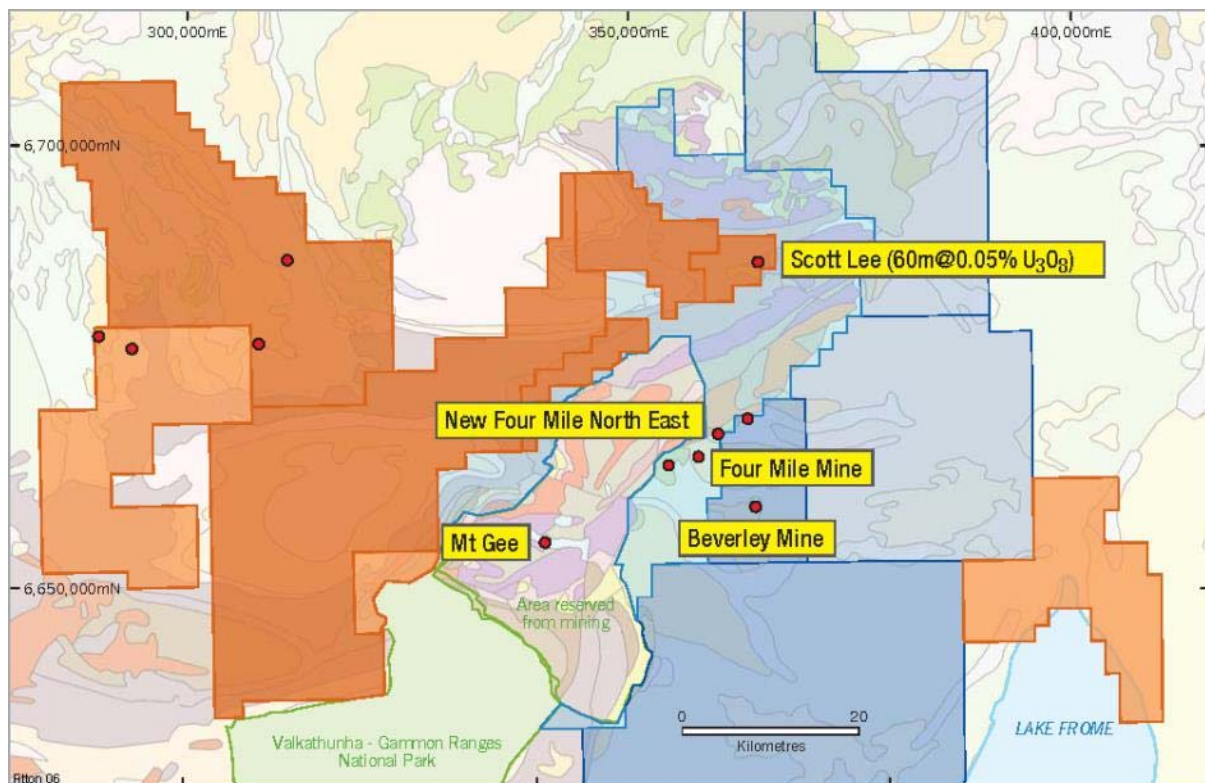 300,000mE
350,000mE
400,000mE
6,700,000mN
Scott Lee (60m@0.05% U₃O₈)
New Four Mile North East
Four Mile Mine
Beverley Mine
Mt Gee
6,650,000mN
Area reserved
from mining
0
20
Kilometres
LAKE FROME
Valkathunha - Gammon Ranges
National Park
Fitton 06